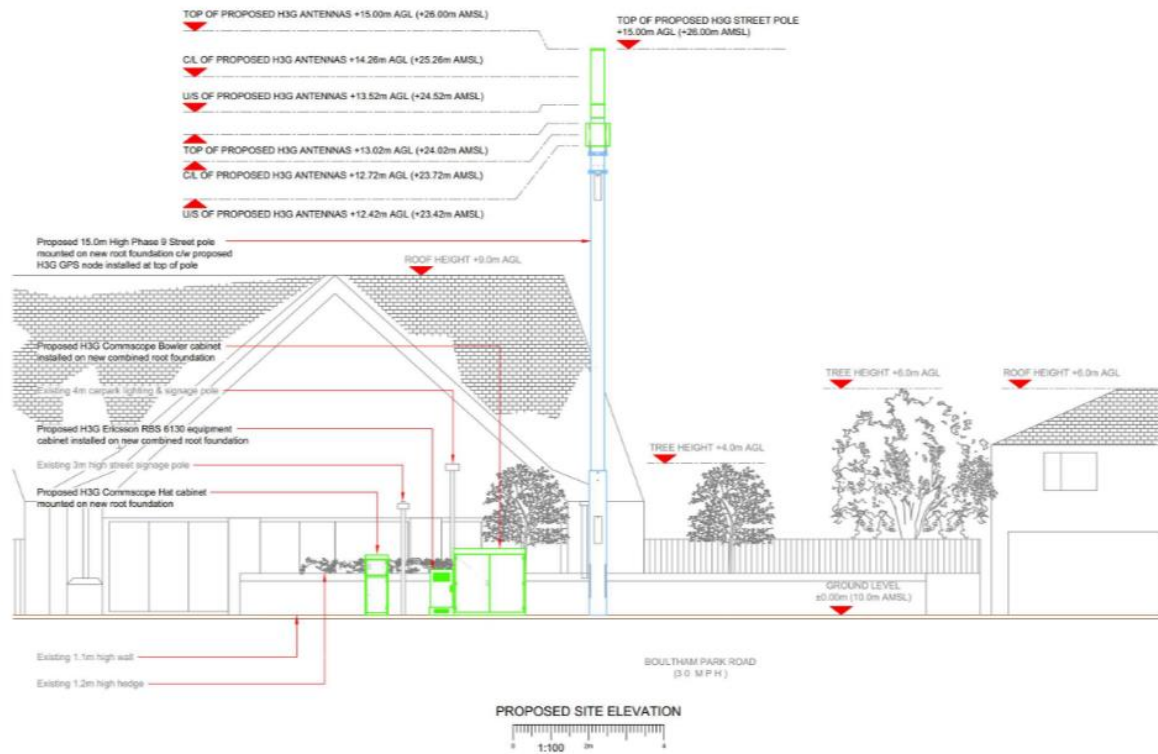 TOP OF PROPOSED H3G ANTENNAS +15.00m AGL (+26.00m AMSL)
TOP OF PROPOSED H3G STREET POLE
+15.00m AGL (+26.00m AMSL)
C/L OF PROPOSED H3G ANTENNAS +14.26m AGL (+25.26m AMSL)
U/S OF PROPOSED H3G ANTENNAS +13.52m AGL (+24.52m AMSL)
TOP OF PROPOSED H3G ANTENNAS +13.02m AGL (+24.02m AMSL)
C/L OF PROPOSED H3G ANTENNAS +12.72m AGL (+23.72m AMSL)
U/S OF PROPOSED H3G ANTENNAS +12.42m AGL (+23.42m AMSL)
Proposed 15.0m High Phase 9 Street pole
mounted on new root foundation c/w proposed
H3G GPS node installed at top of pole
ROOF HEIGHT +9.0m AGL
Proposed H3G Commscope Bowler cabinet
installed on new combined root foundation
Existing 4m carpark lighting & signage pole
TREE HEIGHT +6.0m AGL
ROOF HEIGHT +6.0m AGL
Proposed H3G Ericsson RBS 6130 equipment
cabinet installed on new combined root foundation
TREE HEIGHT +4.0m AGL
Existing 3m high street signage pole
Proposed H3G Commscope Hat cabinet
mounted on new root foundation
GROUND LEVEL
±0.00m (10.0m AMSL)
Existing 1.1m high wall
Existing 1.2m high hedge
BOULTHAM PARK ROAD
(30 MPH)
PROPOSED SITE ELEVATION
0 1:100 2m 4